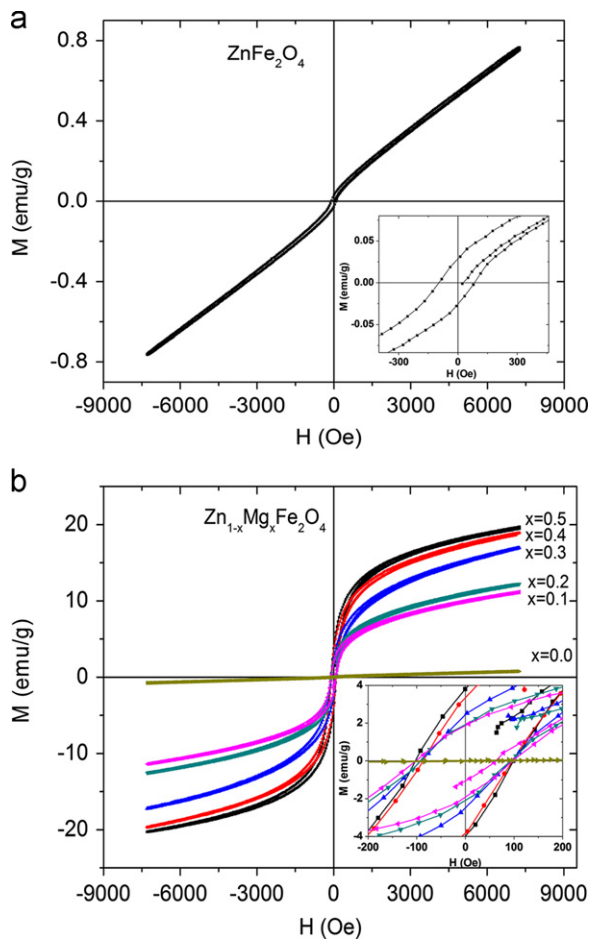 a
ZnFe₂O₄
M (emu/g)
0.8
0.4
0.0
-0.4
-0.8
-9000 -6000 -3000 0 3000 6000 9000
H (Oe)
M (emu/g)
0.05
0.00
-0.05
-300 0 300
H (Oe)
b
Zn₁₋ₓMgₓFe₂O₄
M (emu/g)
20
10
0
-10
-20
-9000 -6000 -3000 0 3000 6000 9000
H (Oe)
x=0.5
x=0.4
x=0.3
x=0.2
x=0.1
x=0.0
M (emu/g)
4
2
0
-2
-4
-200 -100 0 100 200
H (Oe)